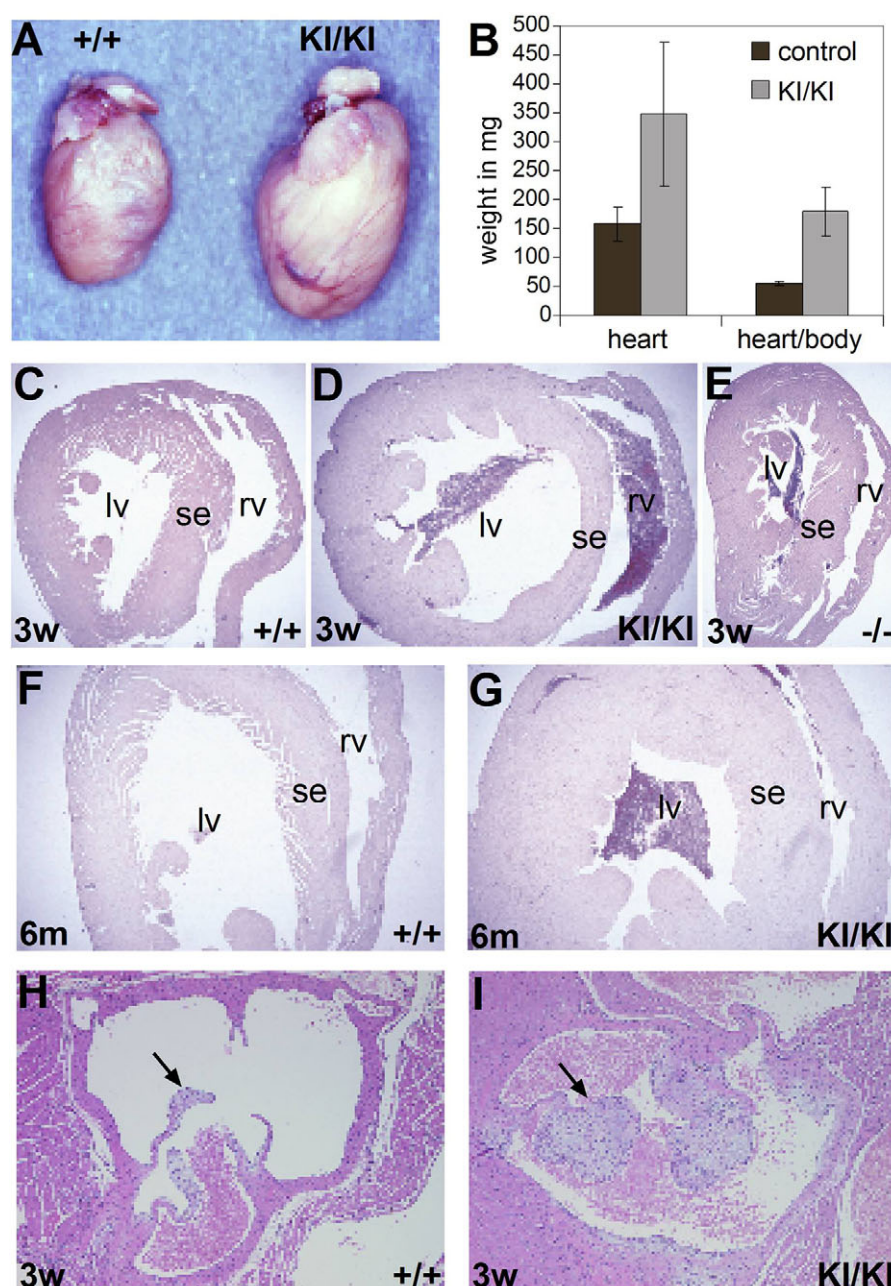 A
+/+
KI/KI
B
500
450
400
350
300
250
200
150
100
50
0
weight in mg
control
KI/KI
heart
heart/body
C
lv
se
rv
3w
+/+
D
lv
se
rv
3w
KI/KI
E
lv
se
rv
3w
-/-
F
lv
se
rv
6m
+/+
G
lv
se
rv
6m
KI/KI
H
3w
+/+
I
3w
KI/KI